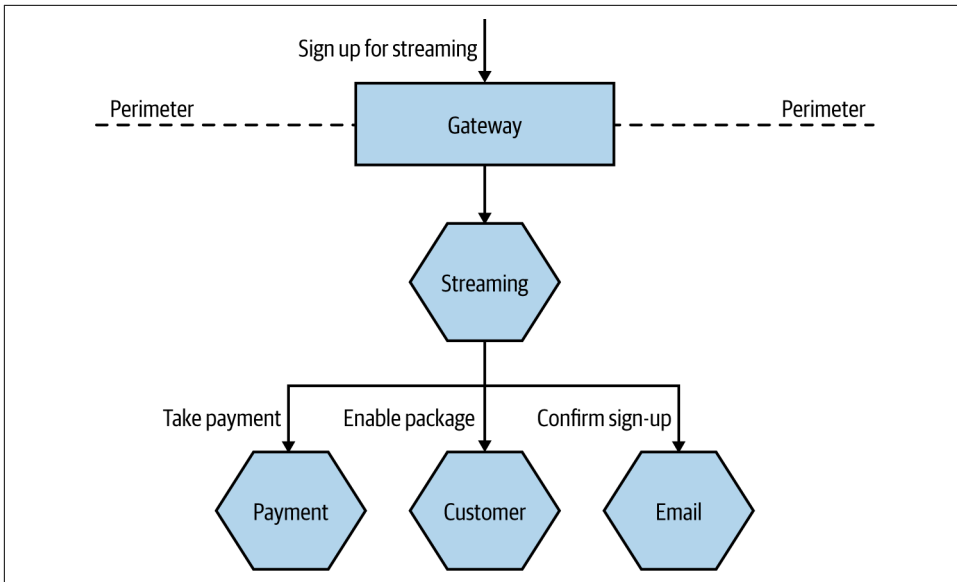 Sign up for streaming
Perimeter
Perimeter
Gateway
Streaming
Take payment
Enable package
Confirm sign-up
Payment
Customer
Email